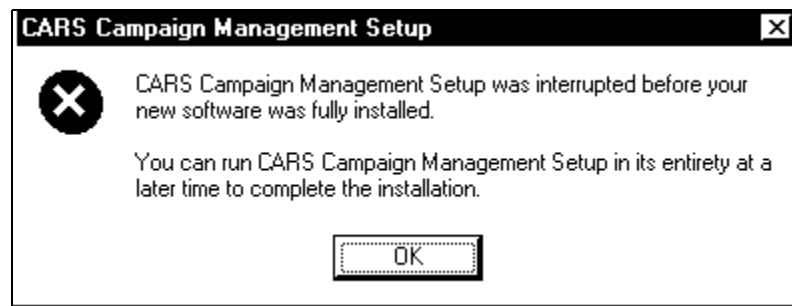 CARS Campaign Management Setup
CARS Campaign Management Setup was interrupted before your
new software was fully installed.
You can run CARS Campaign Management Setup in its entirety at a
later time to complete the installation.
OK